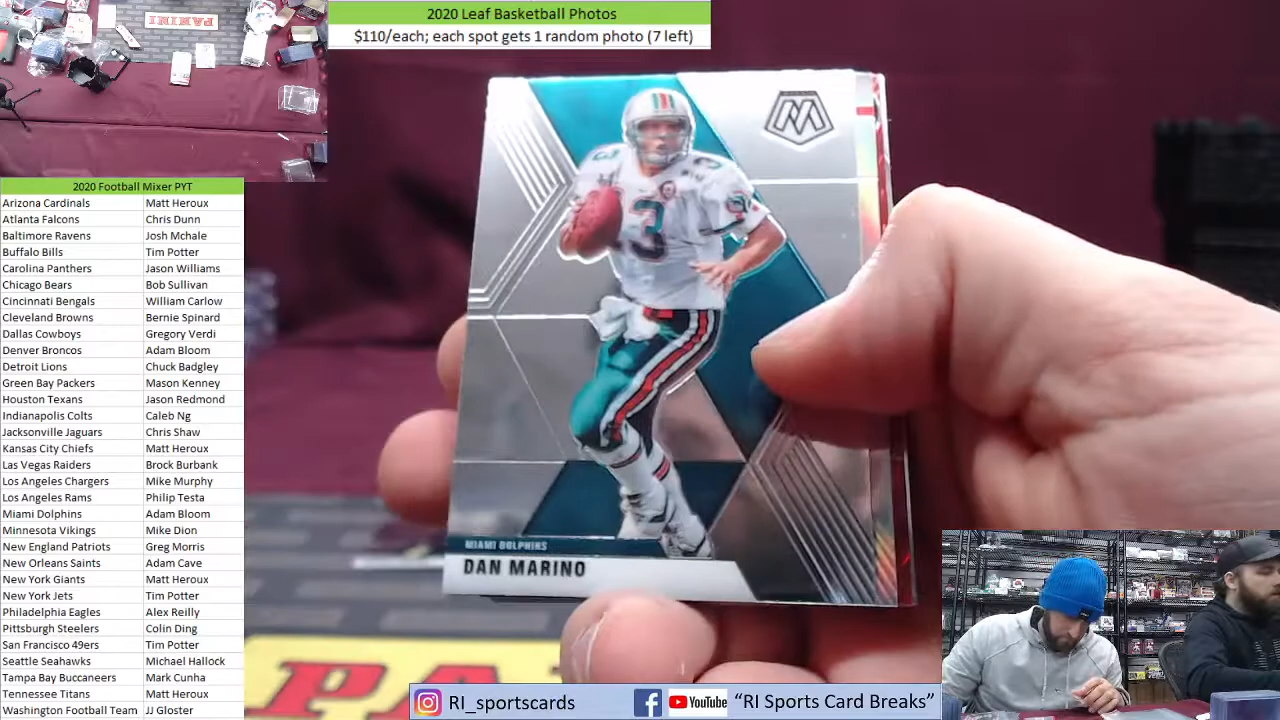 PANINI
2020 Leaf Basketball Photos
$110/each; each spot gets 1 random photo (7 left)
2020 Football Mixer PYT
Arizona Cardinals Matt Heroux
Atlanta Falcons Chris Dunn
Baltimore Ravens Josh Mchale
Buffalo Bills Tim Potter
Carolina Panthers Jason Williams
Chicago Bears Bob Sullivan
Cincinnati Bengals William Carlow
Cleveland Browns Bernie Spinard
Dallas Cowboys Gregory Verdi
Denver Broncos Adam Bloom
Detroit Lions Chuck Badgley
Green Bay Packers Mason Kenney
Houston Texans Jason Redmond
Indianapolis Colts Caleb Ng
Jacksonville Jaguars Chris Shaw
Kansas City Chiefs Matt Heroux
Las Vegas Raiders Brock Burbank
Los Angeles Chargers Mike Murphy
Los Angeles Rams Philip Testa
Miami Dolphins Adam Bloom
Minnesota Vikings Mike Dion
New England Patriots Greg Morris
New Orleans Saints Adam Cave
New York Giants Matt Heroux
New York Jets Tim Potter
Philadelphia Eagles Alex Reilly
Pittsburgh Steelers Colin Ding
San Francisco 49ers Tim Potter
Seattle Seahawks Michael Hallock
Tampa Bay Buccaneers Mark Cunha
Tennessee Titans Matt Heroux
Washington Football Team JJ Gloster
M
3
3
13
MIAMI DOLPHINS
DAN MARINO
RI_sportscards
YouTube "RI Sports Card Breaks"